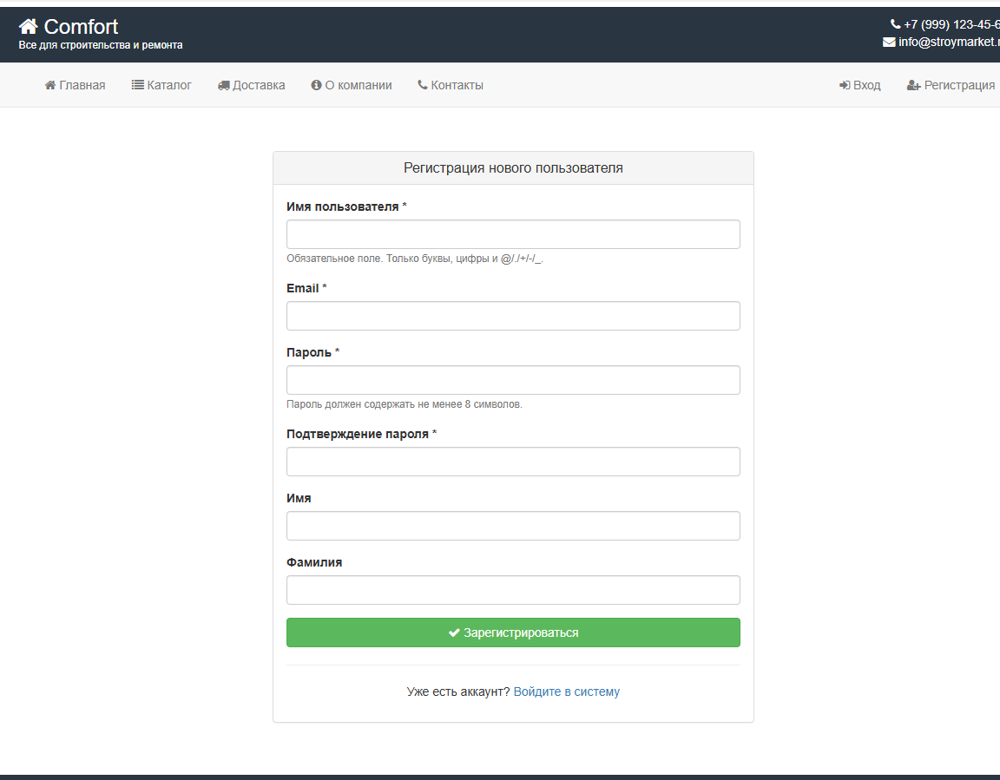 Comfort
Все для строительства и ремонта
+7 (999) 123-45-6
info@stroymarket.r
Главная Каталог Доставка О компании Контакты Вход Регистрация
Регистрация нового пользователя
Имя пользователя *
Обязательное поле. Только буквы, цифры и @/./+/-/_.
Email *
Пароль *
Пароль должен содержать не менее 8 символов.
Подтверждение пароля *
Имя
Фамилия
Зарегистрироваться
Уже есть аккаунт? Войдите в систему